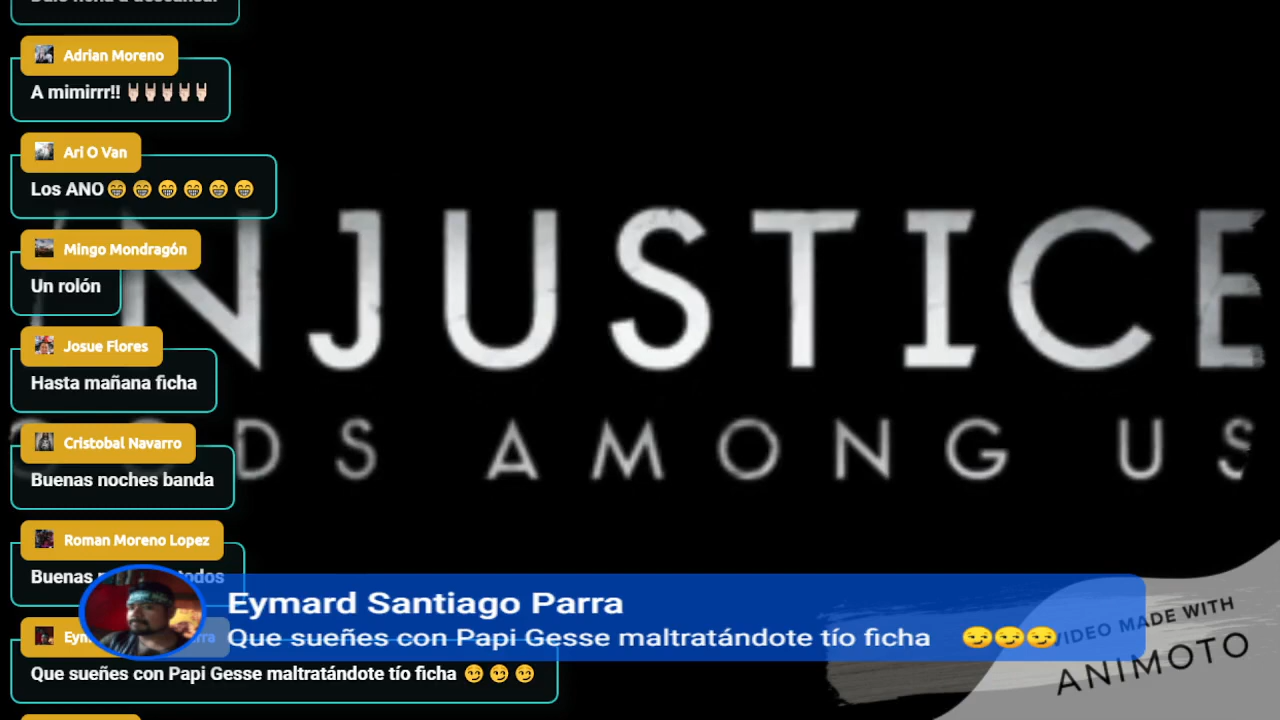 Adrian Moreno
A mimirrr!! 🤘🏻🤘🏻🤘🏻🤘🏻🤘🏻
Ari O Van
Los ANO😁😁😁😁😁😁
Mingo Mondragón
Un rolón
Josue Flores
Hasta mañana ficha
Cristobal Navarro
Buenas noches banda
Roman Moreno Lopez
Buenas todos
Eymard Santiago Parra
Que sueñes con Papi Gesse maltratándote tío ficha 😏😏😏
Que sueñes con Papi Gesse maltratándote tío ficha 😏😏😏
INJUSTICE
GODS AMONG US
VIDEO MADE WITH
ANIMOTO